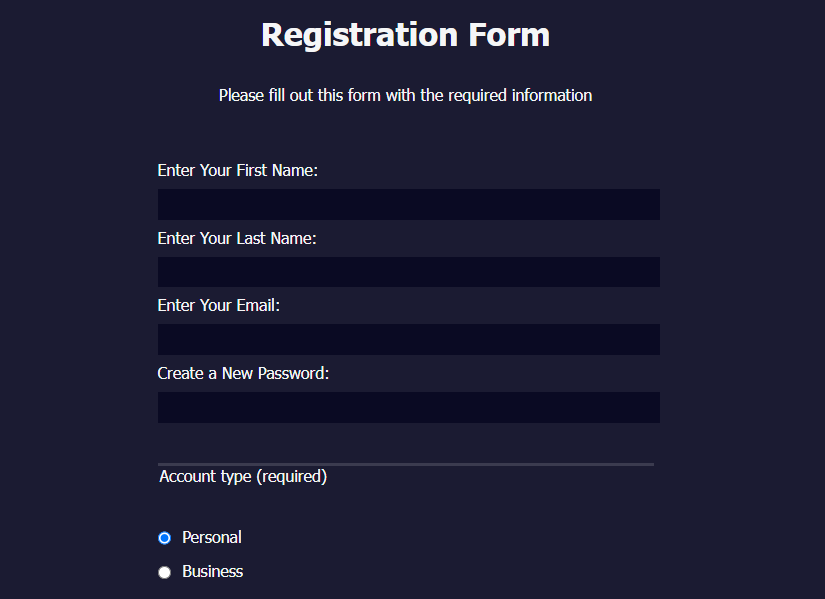 Registration Form
Please fill out this form with the required information
Enter Your First Name:
Enter Your Last Name:
Enter Your Email:
Create a New Password:
Account type (required)
Personal
Business